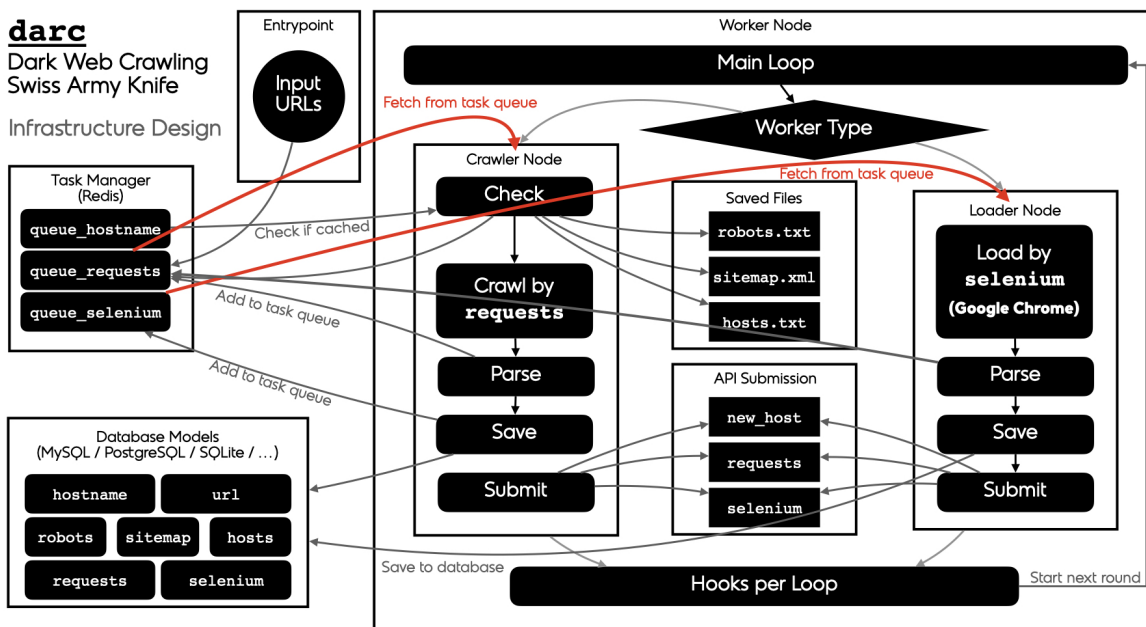 darc
Dark Web Crawling
Swiss Army Knife
Infrastructure Design
Entrypoint
Input
URLs
Task Manager
(Redis)
queue_hostname
queue_requests
queue_selenium
Database Models
(MySQL / PostgreSQL / SQLite / ...)
hostname
url
robots
sitemap
hosts
requests
selenium
Worker Node
Main Loop
Worker Type
Fetch from task queue
Fetch from task queue
Check if cached
Add to task queue
Add to task queue
Save to database
Crawler Node
Check
Crawl by
requests
Parse
Save
Submit
Saved Files
robots.txt
sitemap.xml
hosts.txt
API Submission
new_host
requests
selenium
Loader Node
Load by
selenium
(Google Chrome)
Parse
Save
Submit
Hooks per Loop
Start next round